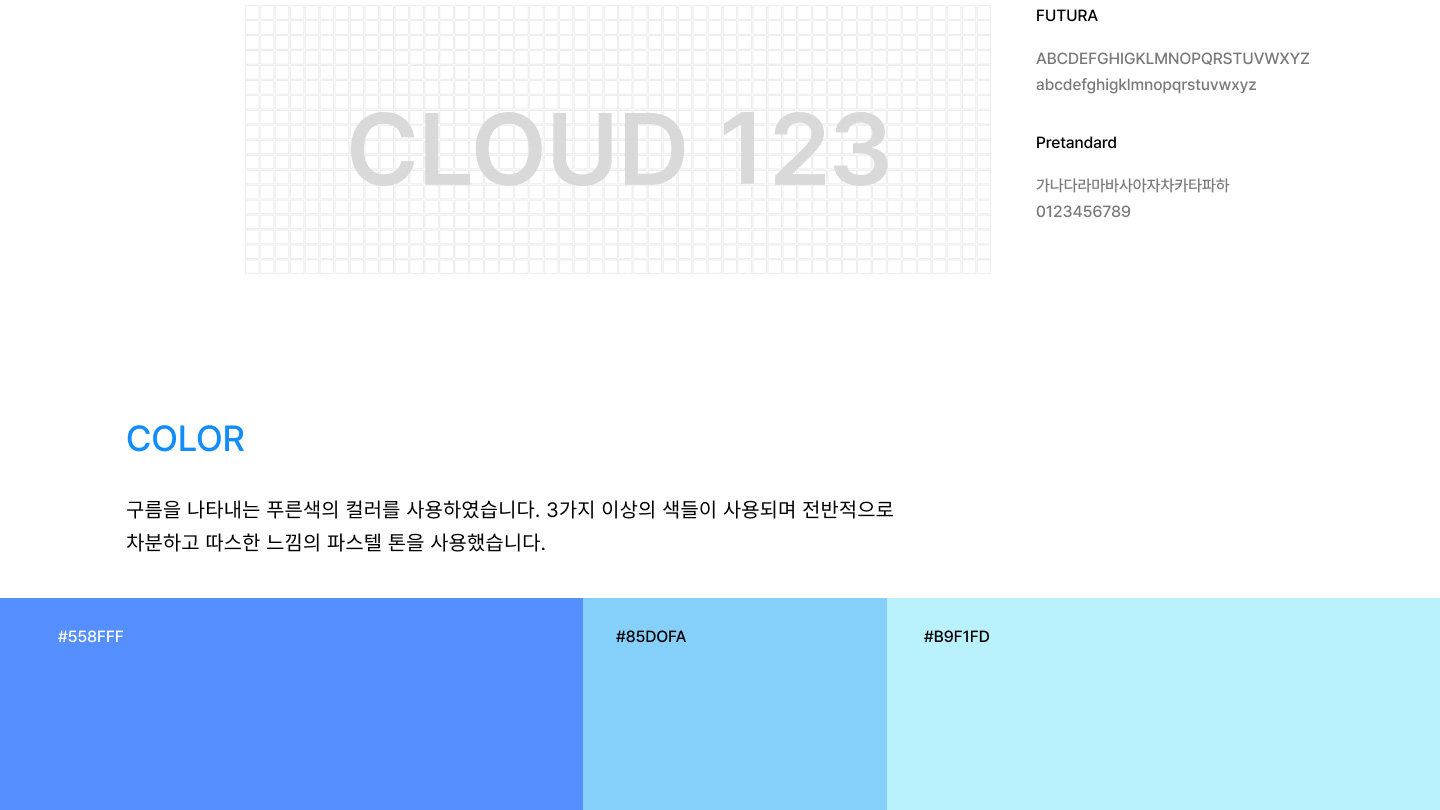 CLOUD 123
FUTURA
ABCDEFGHIGKLMNOPQRSTUVWXYZ
abcdefghigklmnopqrstuvwxyz
Pretandard
가나다라마바사아자차카타파하
0123456789
COLOR
구름을 나타내는 푸른색의 컬러를 사용하였습니다. 3가지 이상의 색들이 사용되며 전반적으로
차분하고 따스한 느낌의 파스텔 톤을 사용했습니다.
#558FFF
#85DOFA
#B9F1FD